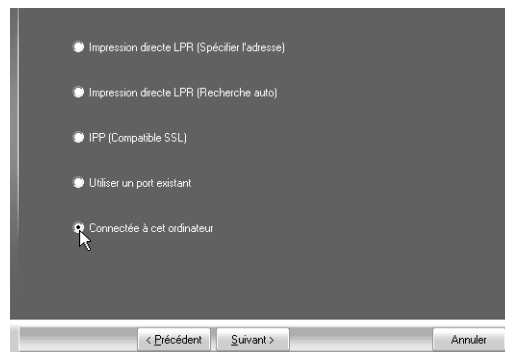 Impression directe LPR (Spécifier l'adresse)
Impression directe LPR (Recherche auto)
IPP (Compatible SSL)
Utiliser un port existant
Connectée à cet ordinateur
< Précédent Suivant > Annuler